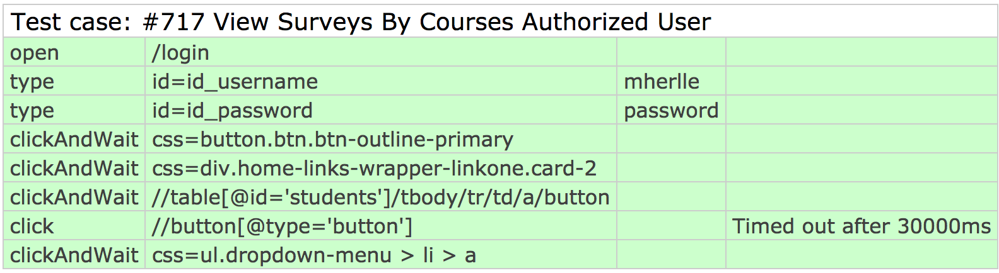 Test case: #717 View Surveys By Courses Authorized User
open /login
type id=id_username mherlle
type id=id_password password
clickAndWait css=button.btn.btn-outline-primary
clickAndWait css=div.home-links-wrapper-linkone.card-2
clickAndWait //table[@id='students']/tbody/tr/td/a/button
click //button[@type='button'] Timed out after 30000ms
clickAndWait css=ul.dropdown-menu > li > a